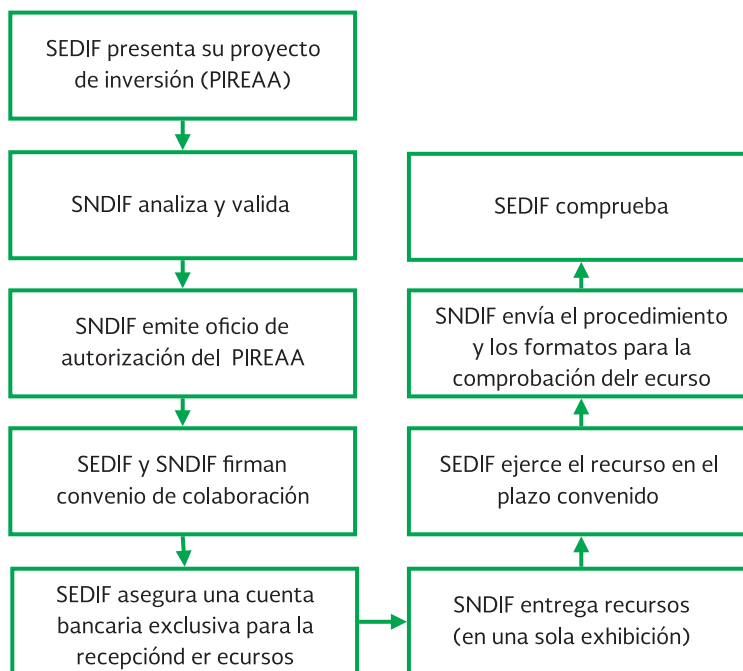 SEDIF presenta su proyecto
de inversión (PIREAA)
SNDIF analiza y valida
SNDIF emite oficio de
autorización del PIREAA
SEDIF y SNDIF firman
convenio de colaboración
SEDIF asegura una cuenta
bancaria exclusiva para la
recepciónd er ecursos
SNDIF entrega recursos
(en una sola exhibición)
SEDIF ejerce el recurso en el
plazo convenido
SNDIF envía el procedimiento
y los formatos para la
comprobación delr ecurso
SEDIF comprueba